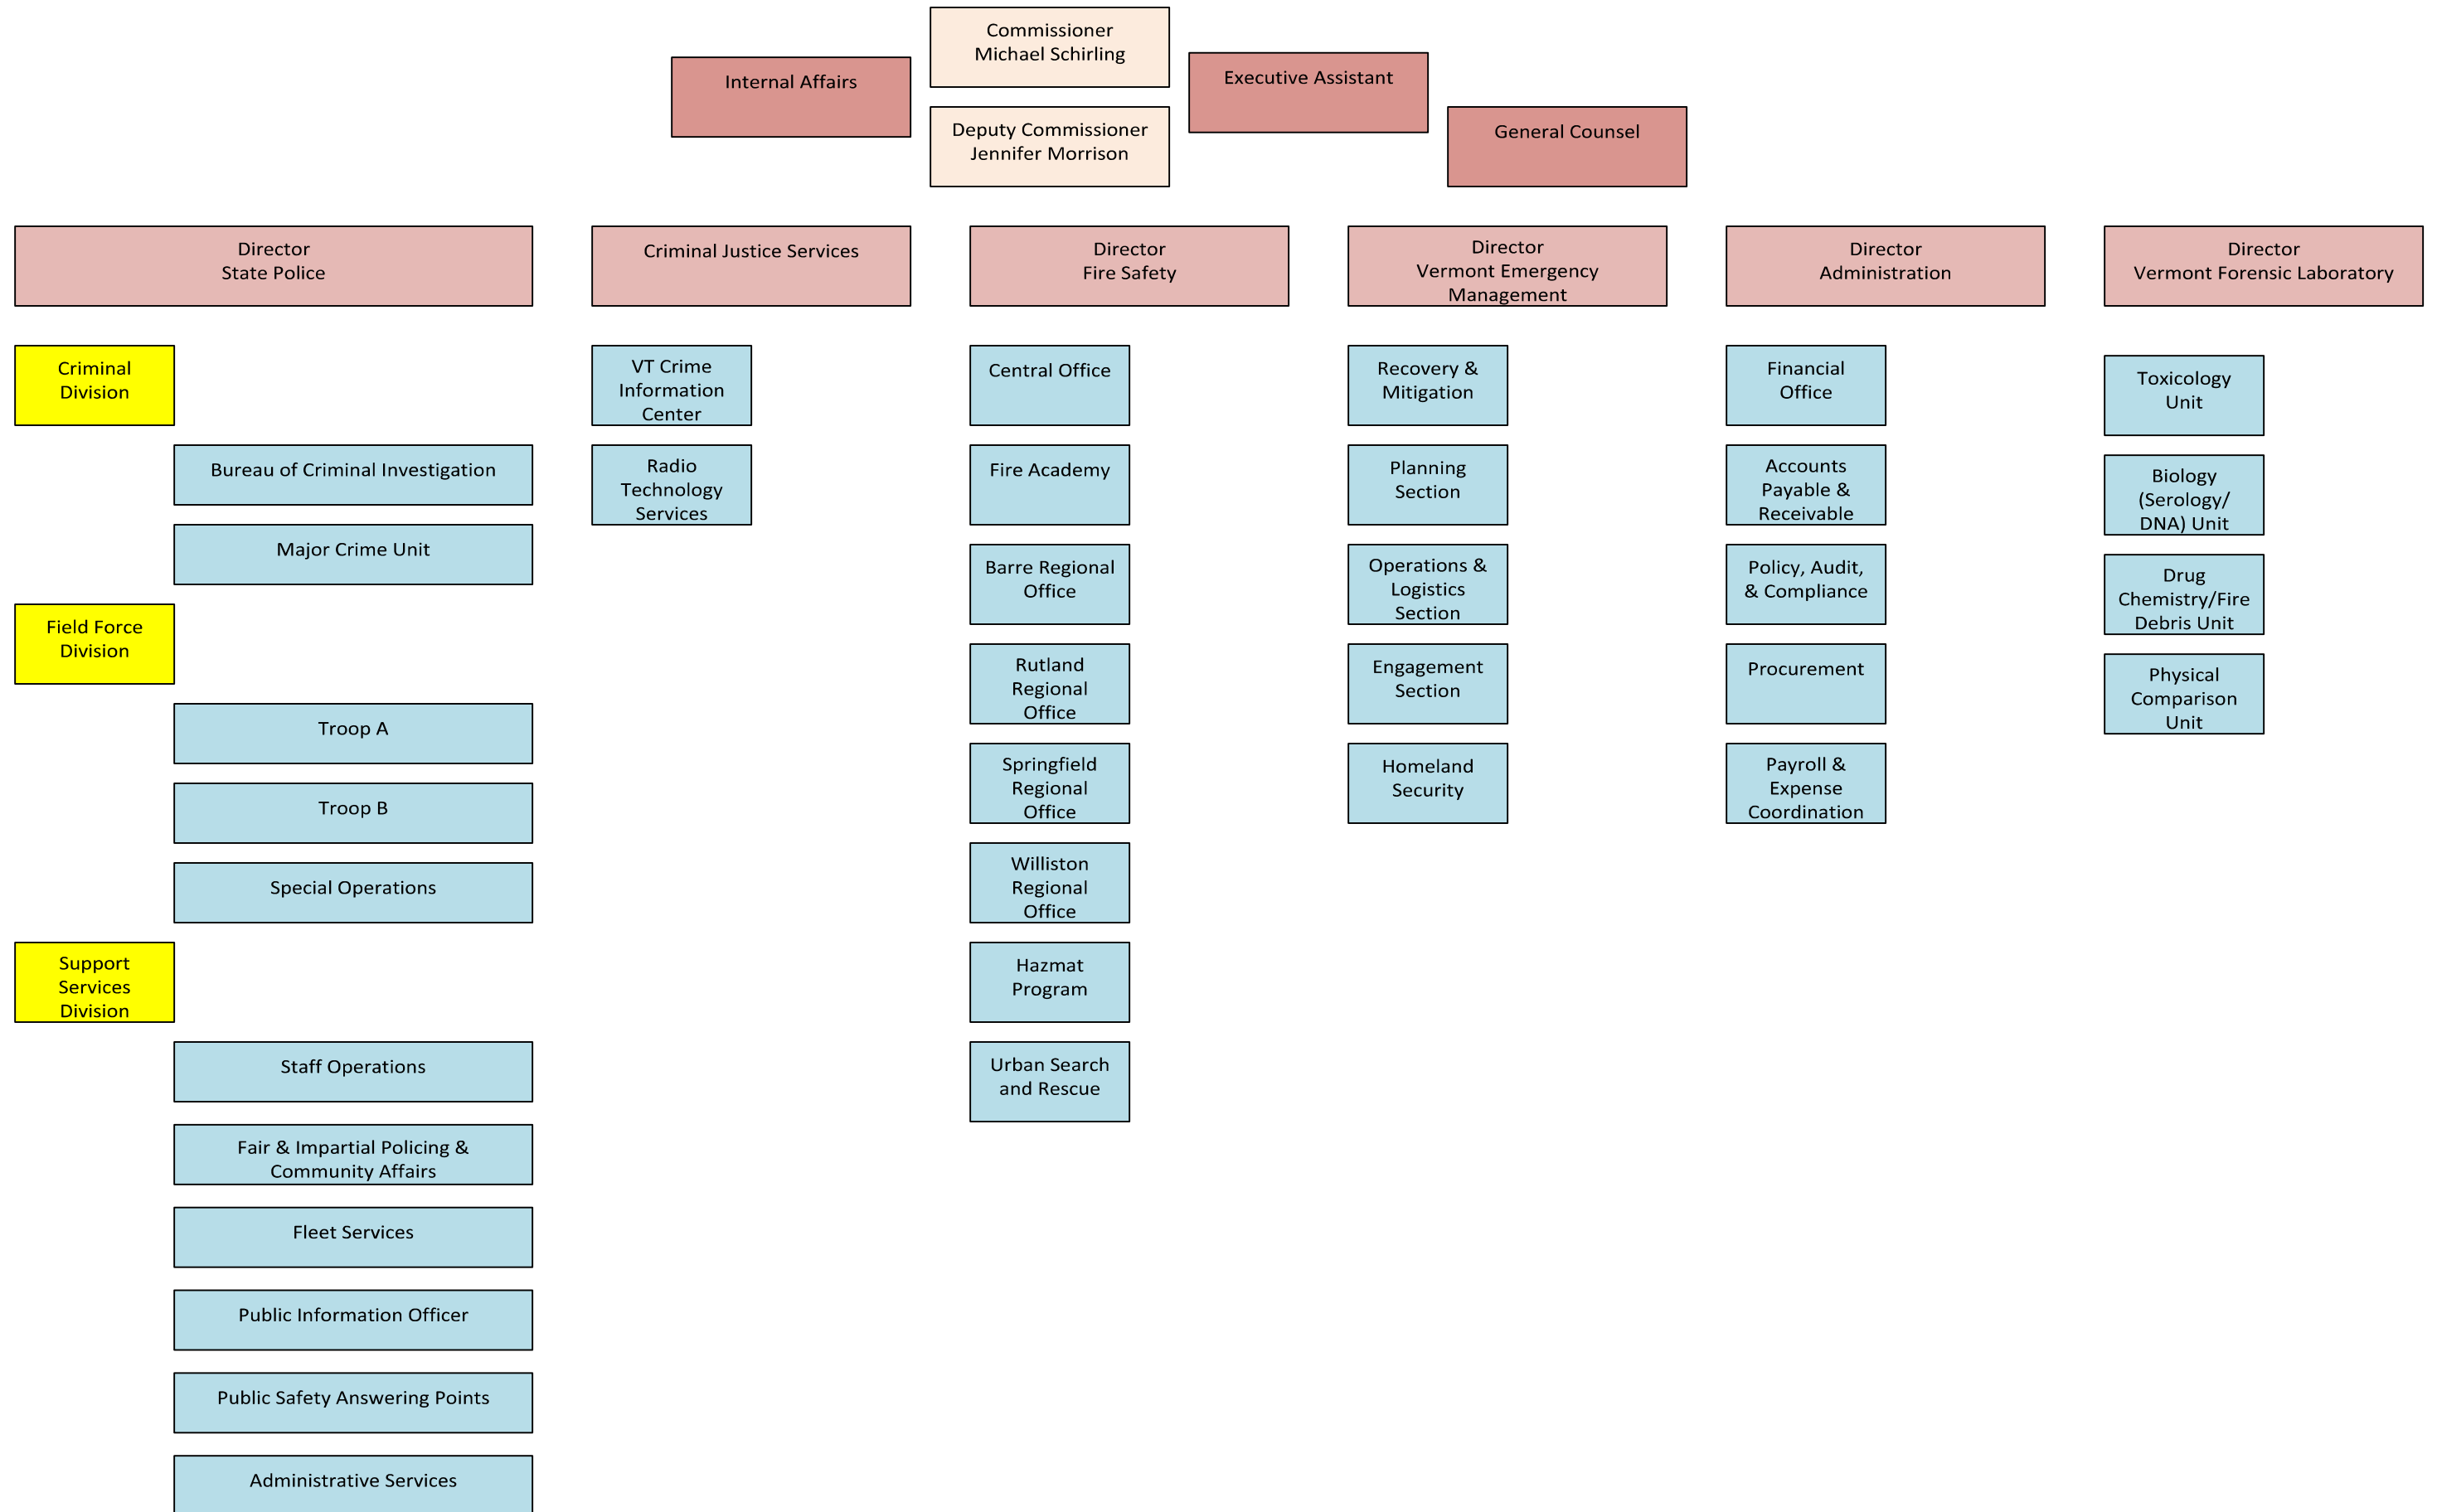 Commissioner
Michael Schirling
Internal Affairs
Executive Assistant
Deputy Commissioner
Jennifer Morrison
General Counsel
Director
State Police
Criminal Justice Services
Director
Fire Safety
Director
Vermont Emergency
Management
Director
Administration
Director
Vermont Forensic Laboratory
Criminal
Division
Bureau of Criminal Investigation
Major Crime Unit
Field Force
Division
Troop A
Troop B
Special Operations
Support
Services
Division
Staff Operations
Fair & Impartial Policing &
Community Affairs
Fleet Services
Public Information Officer
Public Safety Answering Points
Administrative Services
VT Crime
Information
Center
Radio
Technology
Services
Central Office
Fire Academy
Barre Regional
Office
Rutland
Regional
Office
Springfield
Regional
Office
Williston
Regional
Office
Hazmat
Program
Urban Search
and Rescue
Recovery &
Mitigation
Planning
Section
Operations &
Logistics
Section
Engagement
Section
Homeland
Security
Financial
Office
Accounts
Payable &
Receivable
Policy, Audit,
& Compliance
Procurement
Payroll &
Expense
Coordination
Toxicology
Unit
Biology
(Serology/
DNA) Unit
Drug
Chemistry/Fire
Debris Unit
Physical
Comparison
Unit